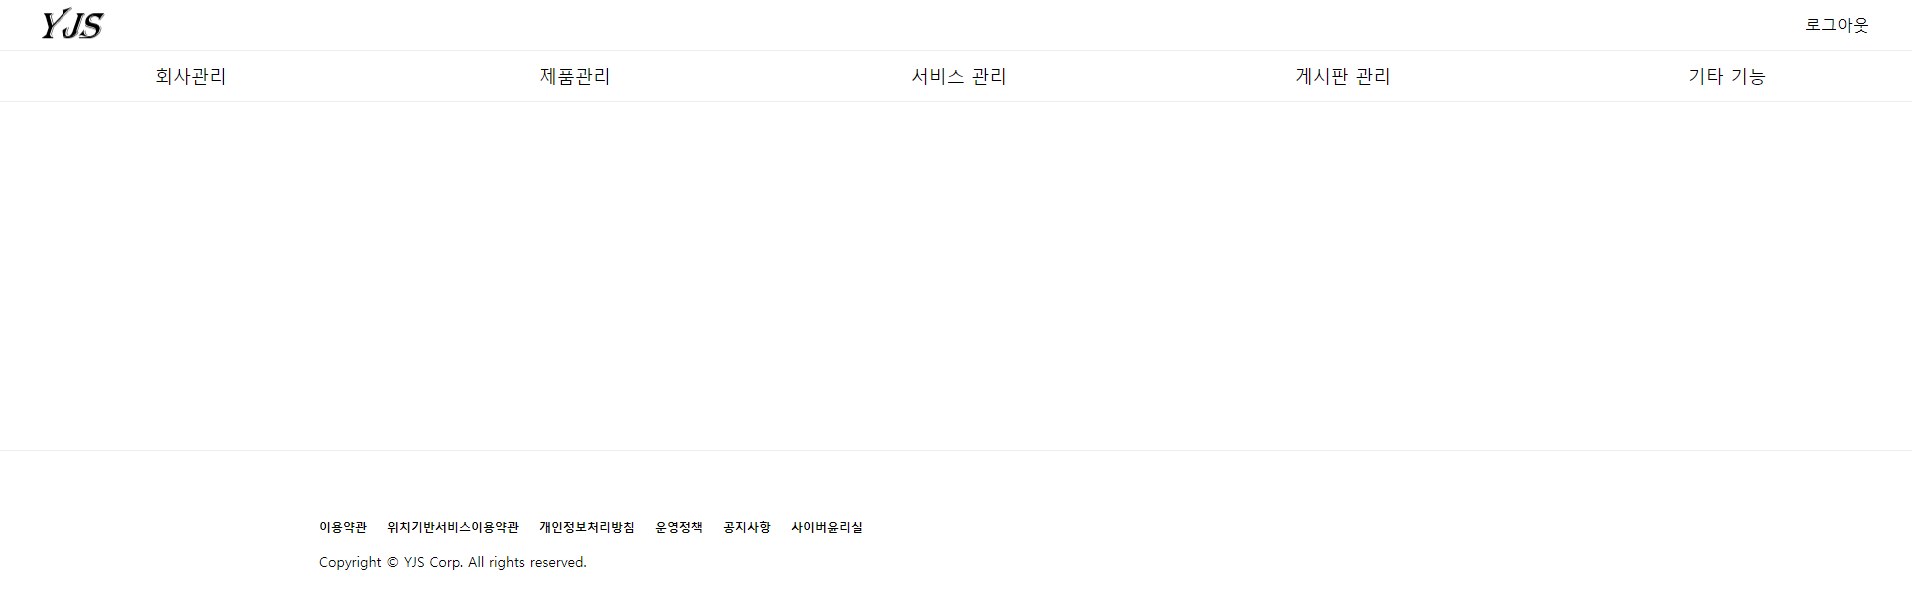 YJS
로그아웃
회사관리 제품관리 서비스 관리 게시판 관리 기타 기능
이용약관 위치기반서비스이용약관 개인정보처리방침 운영정책 공지사항 사이버윤리실
Copyright © YJS Corp. All rights reserved.